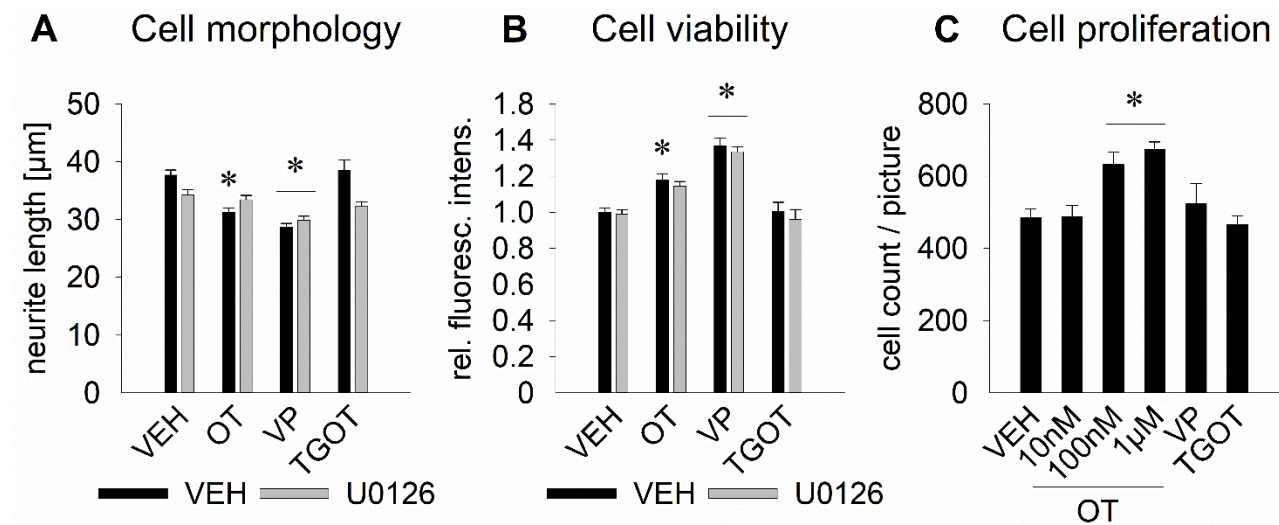 A Cell morphology
neurite length [µm]
50
40
30
20
10
0
*
*
VEH
OT
VP
TGOT
VEH U0126
B Cell viability
rel. fluoresc. intens.
1.8
1.4
1.2
1.0
0.8
0.6
0.4
0.2
0
*
*
VEH
OT
VP
TGOT
VEH U0126
C Cell proliferation
cell count / picture
800
600
400
200
0
*
VEH
10nM
100nM
1µM
VP
TGOT
OT